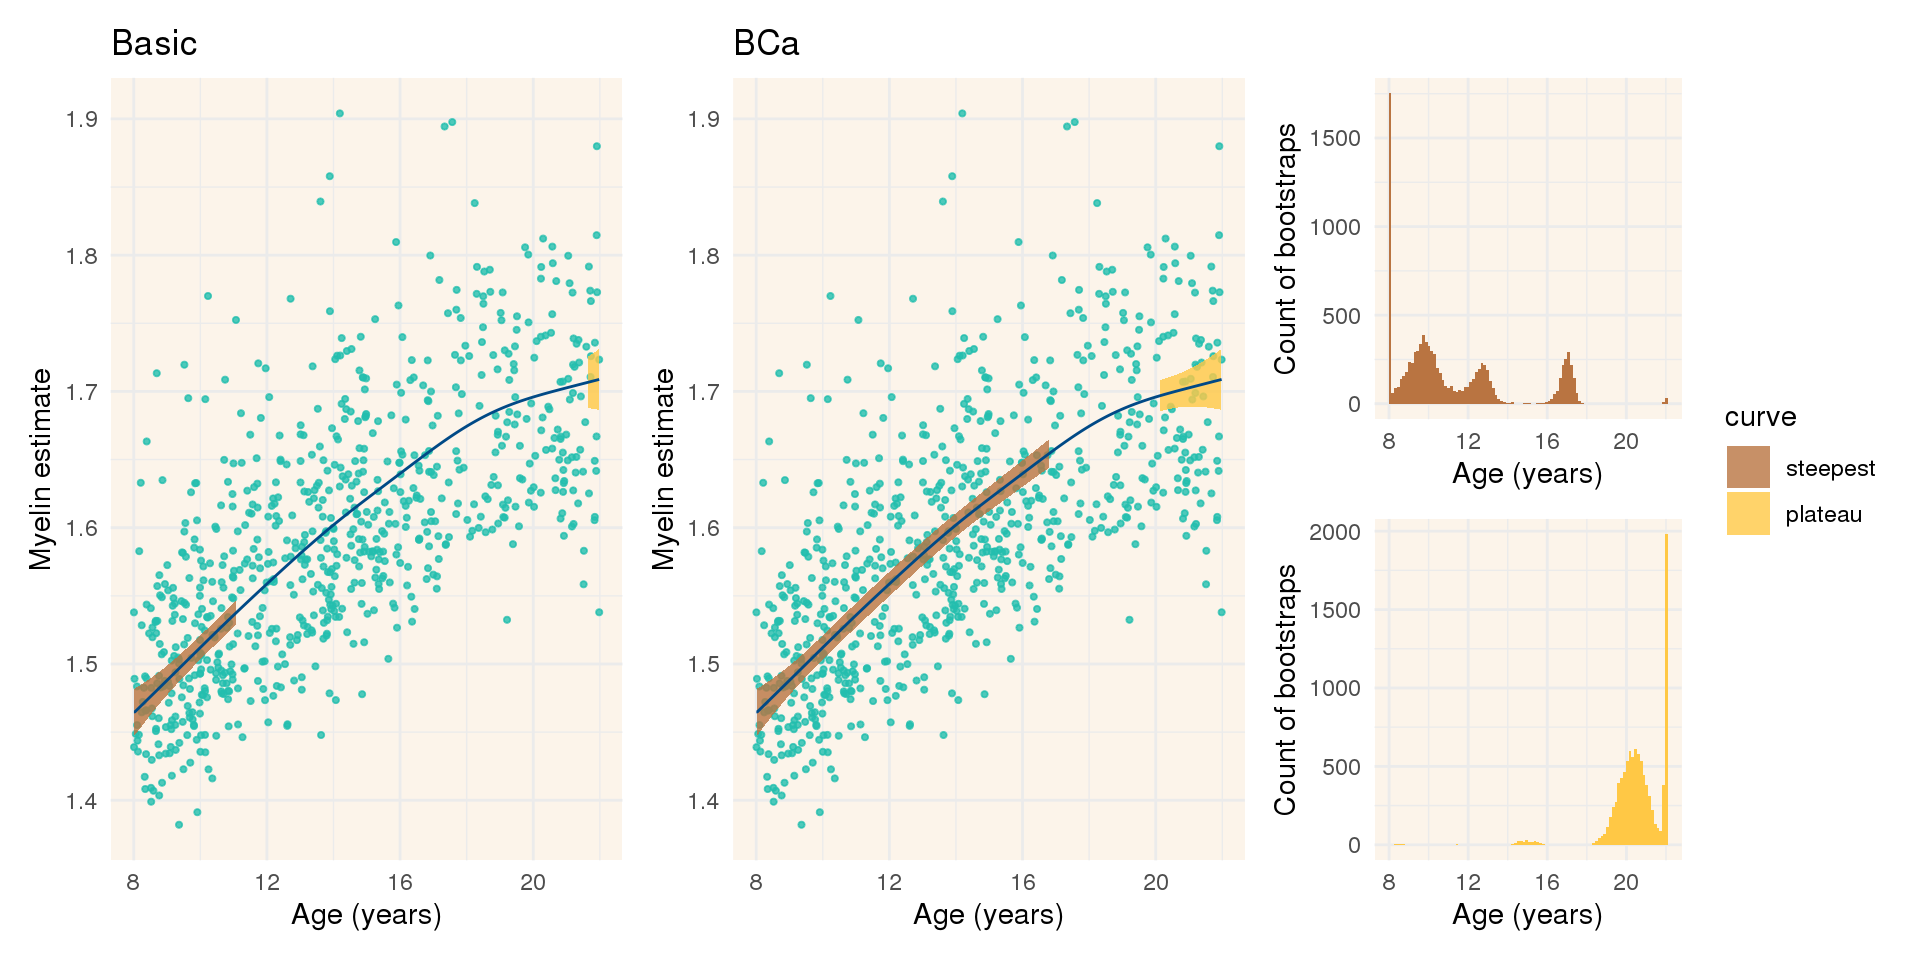 Basic
1.9
1.8
1.7
1.6
1.5
1.4
Myelin estimate
8 12 16 20
Age (years)
BCa
1.9
1.8
1.7
1.6
1.5
1.4
Myelin estimate
8 12 16 20
Age (years)
1500
1000
500
0
Count of bootstraps
8 12 16 20
Age (years)
2000
1500
1000
500
0
Count of bootstraps
8 12 16 20
Age (years)
curve
steepest
plateau